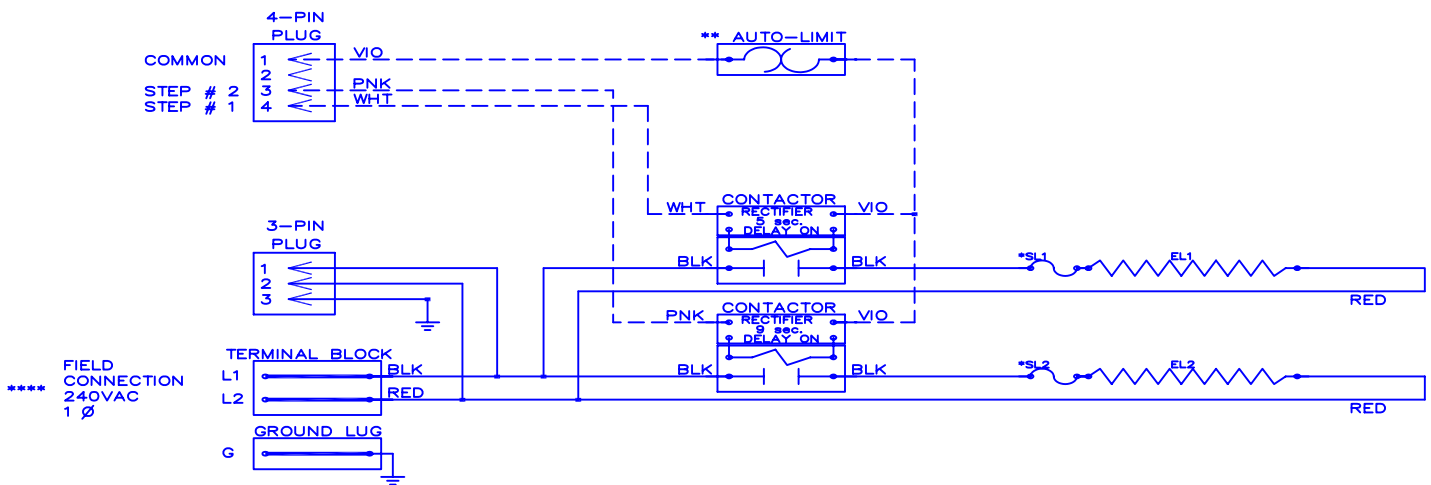 4-PIN
PLUG
** AUTO-LIMIT
COMMON 1 VIO
2
STEP # 2 3 PNK
STEP # 1 4 WHT
CONTACTOR
WHT RECTIFIER VIO
5 sec.
DELAY ON
3-PIN
PLUG
1 BLK BLK *SL1 EL1
2
3 RED
CONTACTOR
PNK RECTIFIER VIO
9 sec.
DELAY ON
TERMINAL BLOCK
FIELD
CONNECTION
**** 240VAC
1 Ø
L1 BLK BLK BLK *SL2 EL2
L2 RED RED
GROUND LUG
G